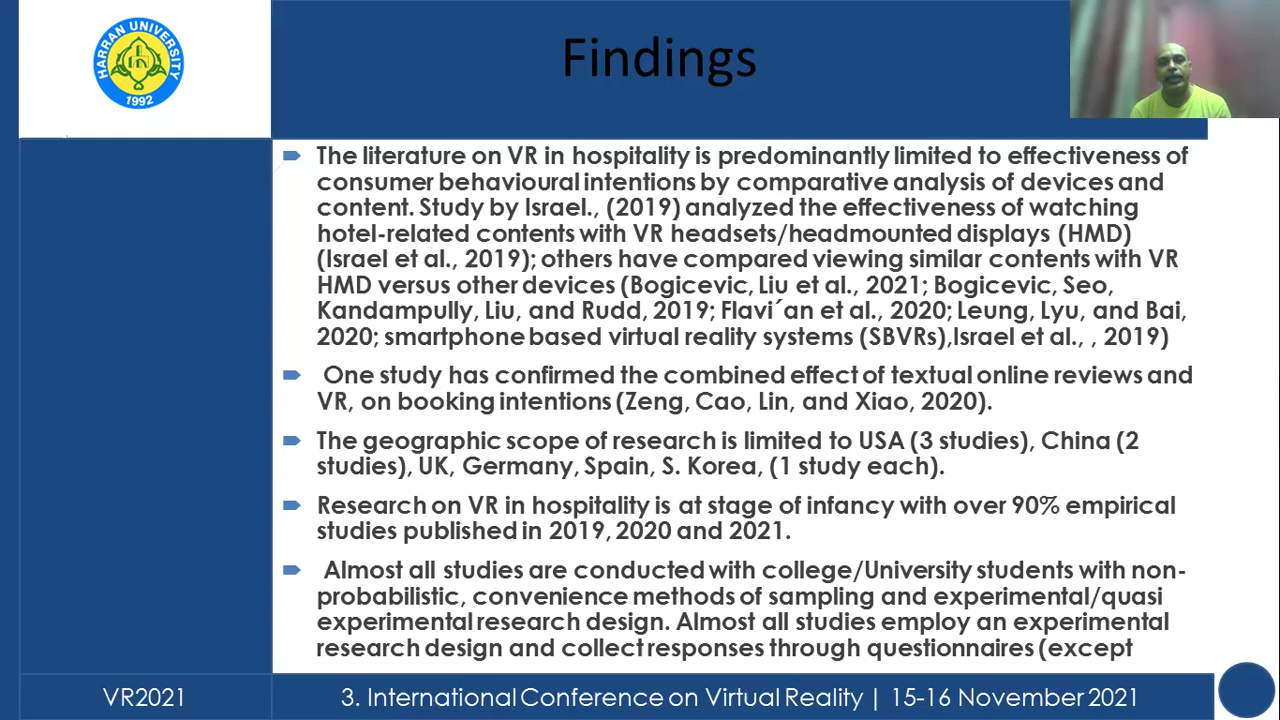 HARRAN UNIVERSITY
1992
Findings
The literature on VR in hospitality is predominantly limited to effectiveness of
consumer behavioural intentions by comparative analysis of devices and
content. Study by Israel., (2019) analyzed the effectiveness of watching
hotel-related contents with VR headsets/headmounted displays (HMD)
(Israel et al., 2019); others have compared viewing similar contents with VR
HMD versus other devices (Bogicevic, Liu et al., 2021; Bogicevic, Seo,
Kandampully, Liu, and Rudd, 2019; Flavi´an et al., 2020; Leung, Lyu, and Bai,
2020; smartphone based virtual reality systems (SBVRs),Israel et al., , 2019)
One study has confirmed the combined effect of textual online reviews and
VR, on booking intentions (Zeng, Cao, Lin, and Xiao, 2020).
The geographic scope of research is limited to USA (3 studies), China (2
studies), UK, Germany, Spain, S. Korea, (1 study each).
Research on VR in hospitality is at stage of infancy with over 90% empirical
studies published in 2019, 2020 and 2021.
Almost all studies are conducted with college/University students with non-
probabilistic, convenience methods of sampling and experimental/quasi
experimental research design. Almost all studies employ an experimental
research design and collect responses through questionnaires (except
VR2021
3. International Conference on Virtual Reality | 15-16 November 2021